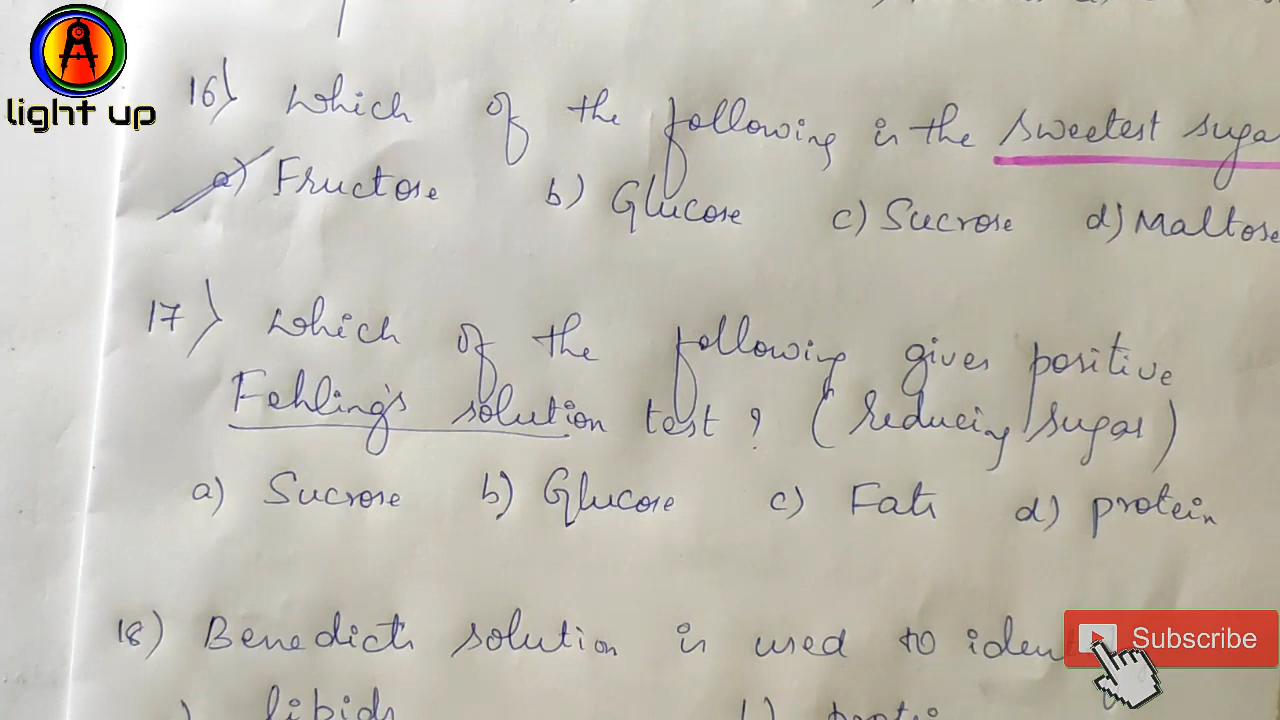 light up
16) Which of the following is the sweetest suga
a) Fructose b) Glucose c) Sucrose d) Maltose
17) Which of the following gives positive
Fehling's solution test? (reducing sugar)
a) Sucrose b) Glucose c) Fats d) protein
18) Benedict's solution is used to ident
Subscribe